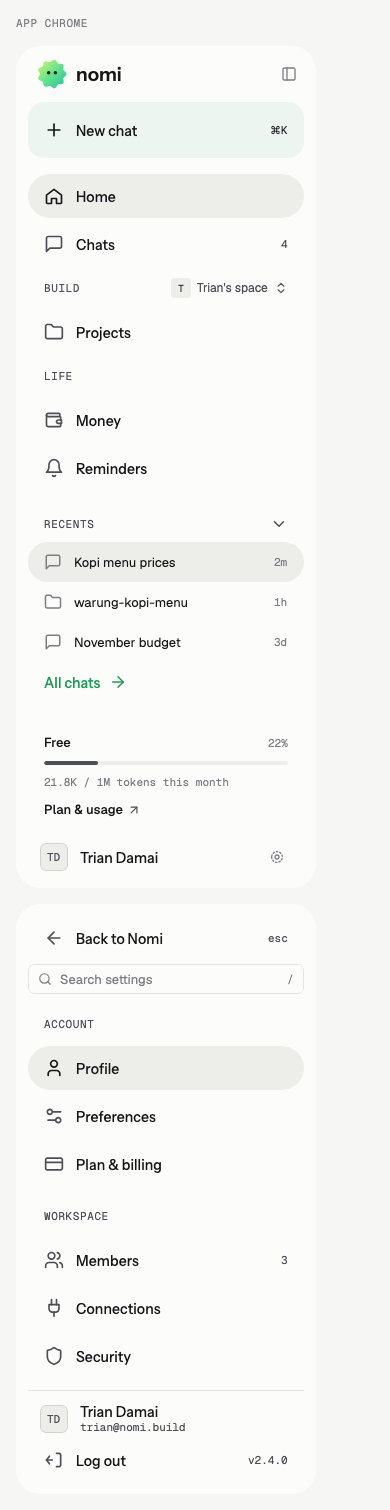 APP CHROME
nomi
New chat ⌘K
Home
Chats 4
BUILD T Trian's space
Projects
LIFE
Money
Reminders
RECENTS
Kopi menu prices 2m
warung-kopi-menu 1h
November budget 3d
All chats
Free 22%
21.8K / 1M tokens this month
Plan & usage
TD Trian Damai
Back to Nomi esc
Search settings /
ACCOUNT
Profile
Preferences
Plan & billing
WORKSPACE
Members 3
Connections
Security
TD Trian Damai
trian@nomi.build
Log out v2.4.0